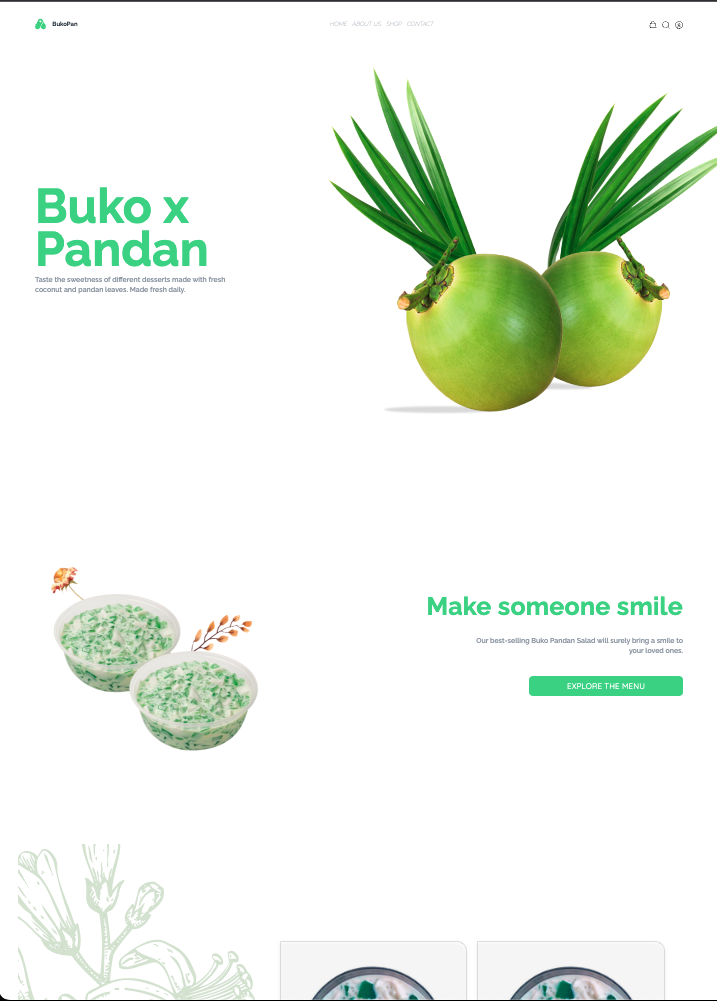 BukoPan
HOME ABOUT US SHOP CONTACT
Buko x
Pandan
Taste the sweetness of different desserts made with fresh
coconut and pandan leaves. Made fresh daily.
Make someone smile
Our best-selling Buko Pandan Salad will surely bring a smile to
your loved ones.
EXPLORE THE MENU